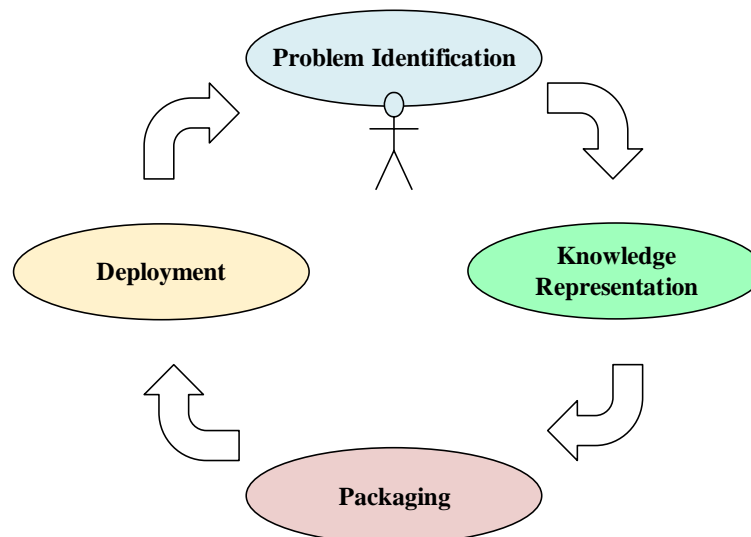 Problem Identification
Knowledge
Representation
Deployment
Packaging